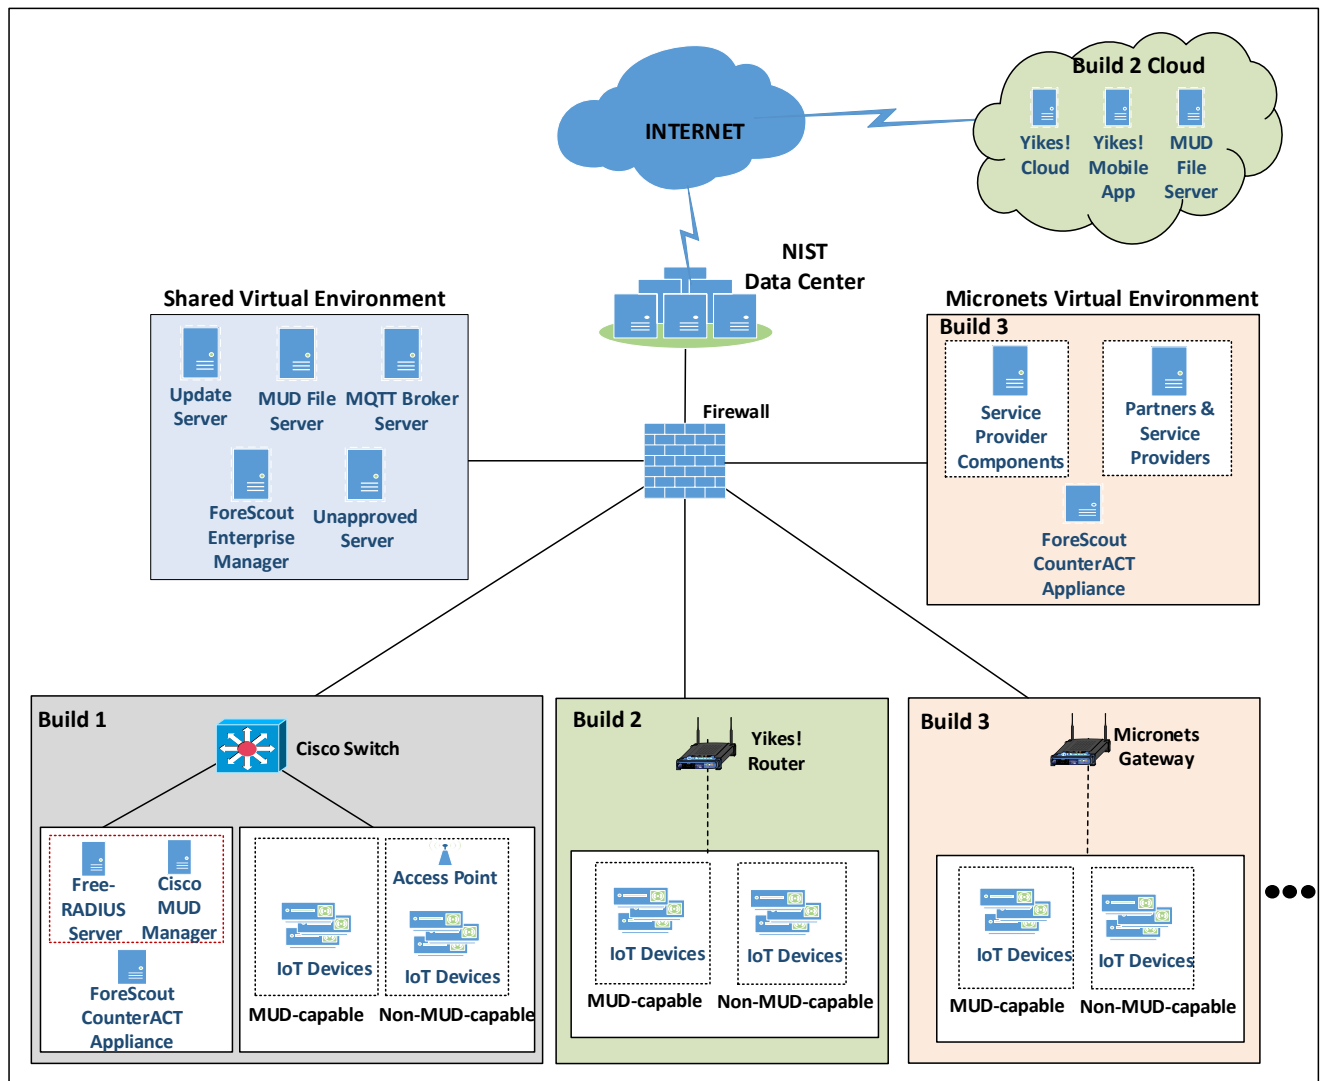 Build 2 Cloud
INTERNET
Yikes!
Cloud
Yikes!
Mobile
App
MUD
File
Server
NIST
Data Center
Shared Virtual Environment
Update
Server
MUD File
Server
MQTT Broker
Server
ForeScout
Enterprise
Manager
Unapproved
Server
Firewall
Micronets Virtual Environment
Build 3
Service
Provider
Components
Partners &
Service
Providers
ForeScout
CounterACT
Appliance
Build 1
Cisco Switch
Free-
RADIUS
Server
Cisco
MUD
Manager
ForeScout
CounterACT
Appliance
IoT Devices
MUD-capable
Access Point
IoT Devices
Non-MUD-capable
Build 2
Yikes!
Router
IoT Devices
MUD-capable
IoT Devices
Non-MUD-capable
Build 3
Micronets
Gateway
IoT Devices
MUD-capable
IoT Devices
Non-MUD-capable